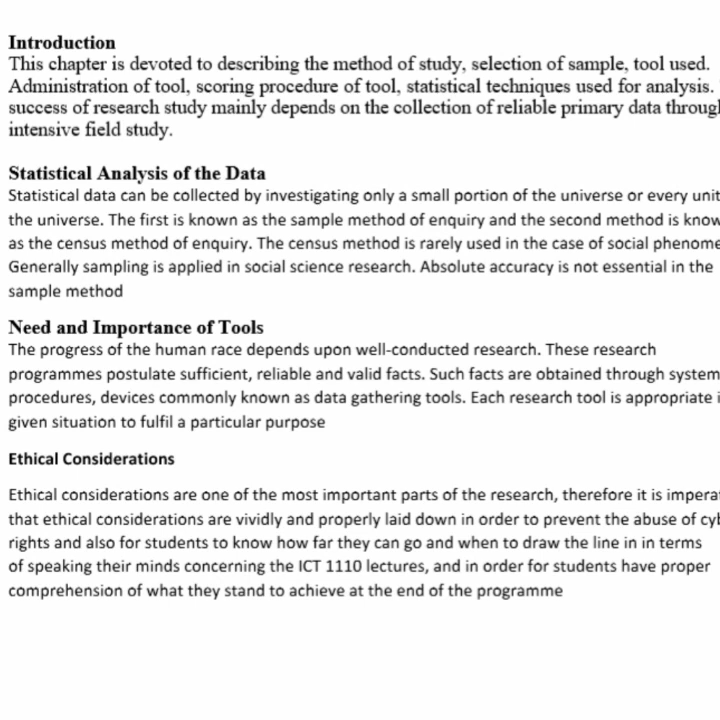 Introduction
This chapter is devoted to describing the method of study, selection of sample, tool used.
Administration of tool, scoring procedure of tool, statistical techniques used for analysis.
success of research study mainly depends on the collection of reliable primary data through
intensive field study.
Statistical Analysis of the Data
Statistical data can be collected by investigating only a small portion of the universe or every unit
the universe. The first is known as the sample method of enquiry and the second method is know
as the census method of enquiry. The census method is rarely used in the case of social phenome
Generally sampling is applied in social science research. Absolute accuracy is not essential in the
sample method
Need and Importance of Tools
The progress of the human race depends upon well-conducted research. These research
programmes postulate sufficient, reliable and valid facts. Such facts are obtained through system
procedures, devices commonly known as data gathering tools. Each research tool is appropriate i
given situation to fulfil a particular purpose
Ethical Considerations
Ethical considerations are one of the most important parts of the research, therefore it is impera
that ethical considerations are vividly and properly laid down in order to prevent the abuse of cyb
rights and also for students to know how far they can go and when to draw the line in in terms
of speaking their minds concerning the ICT 1110 lectures, and in order for students have proper
comprehension of what they stand to achieve at the end of the programme